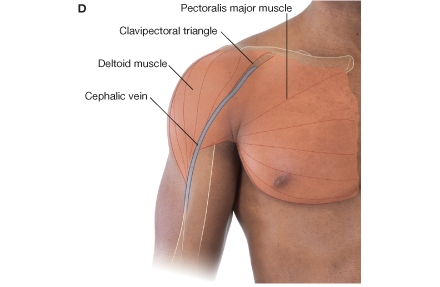 D
Pectoralis major muscle
Clavipectoral triangle
Deltoid muscle
Cephalic vein